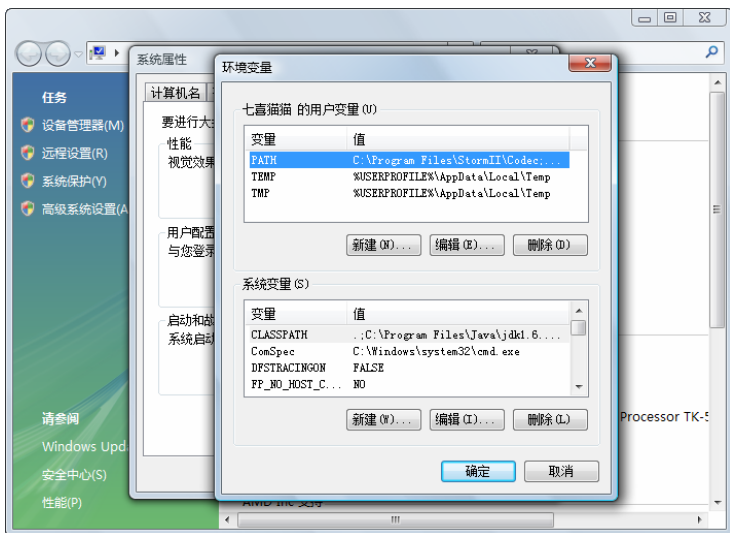 任务
设备管理器(M)
远程设置(R)
系统保护(Y)
高级系统设置(A
请参阅
Windows Upd
安全中心(S)
性能(P)
系统属性
计算机名
要进行大
性能
视觉效果
用户配置
与您登录
启动和故
系统启动
环境变量
七喜猫猫 的用户变量(U)
变量 值
PATH C:\Program Files\StormII\Codec;...
TEMP %USERPROFILE%\AppData\Local\Temp
TMP %USERPROFILE%\AppData\Local\Temp
新建(N)... 编辑(E)... 删除(D)
系统变量(S)
变量 值
CLASSPATH .;C:\Program Files\Java\jdk1.6....
ComSpec C:\Windows\system32\cmd.exe
DFSTRACINGON FALSE
FP_NO_HOST_C... NO
新建(W)... 编辑(I)... 删除(L)
确定 取消
Processor TK-5
AMD Inc 支持